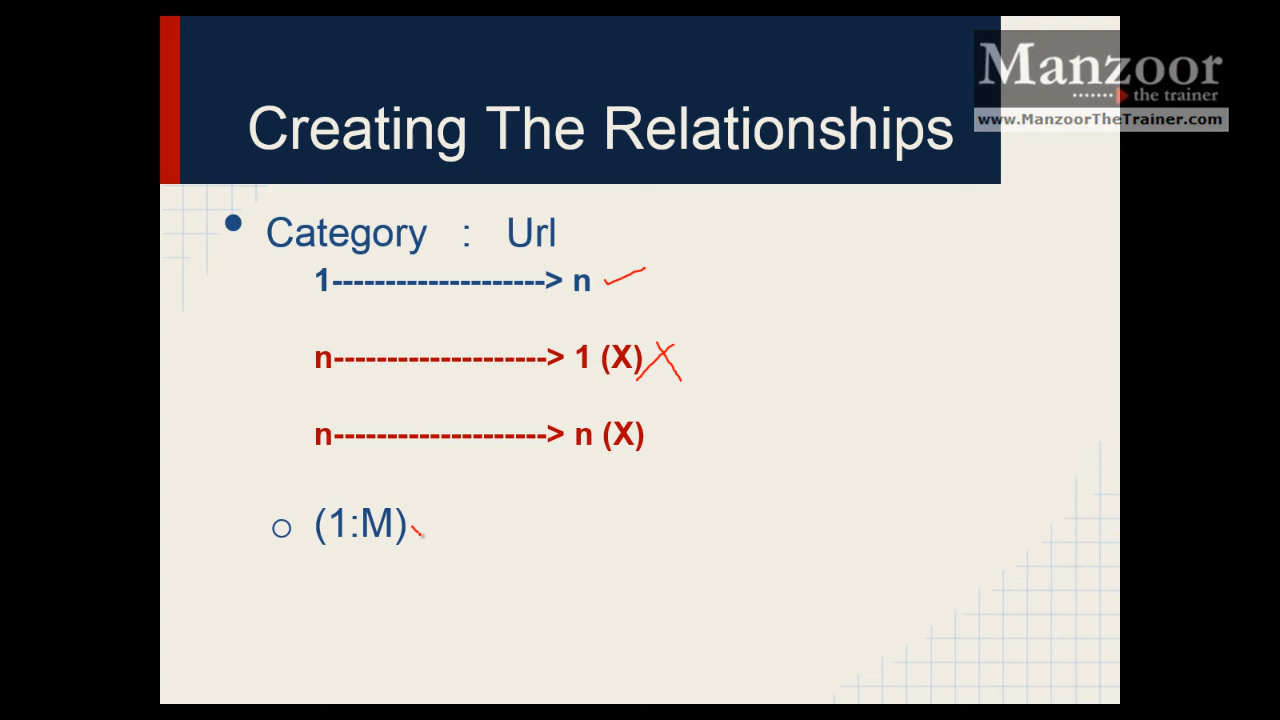 Manzoor
the trainer
www.ManzoorTheTrainer.com
Creating The Relationships
• Category : Url
1--------------------> n
n--------------------> 1 (X)
n--------------------> n (X)
o (1:M)